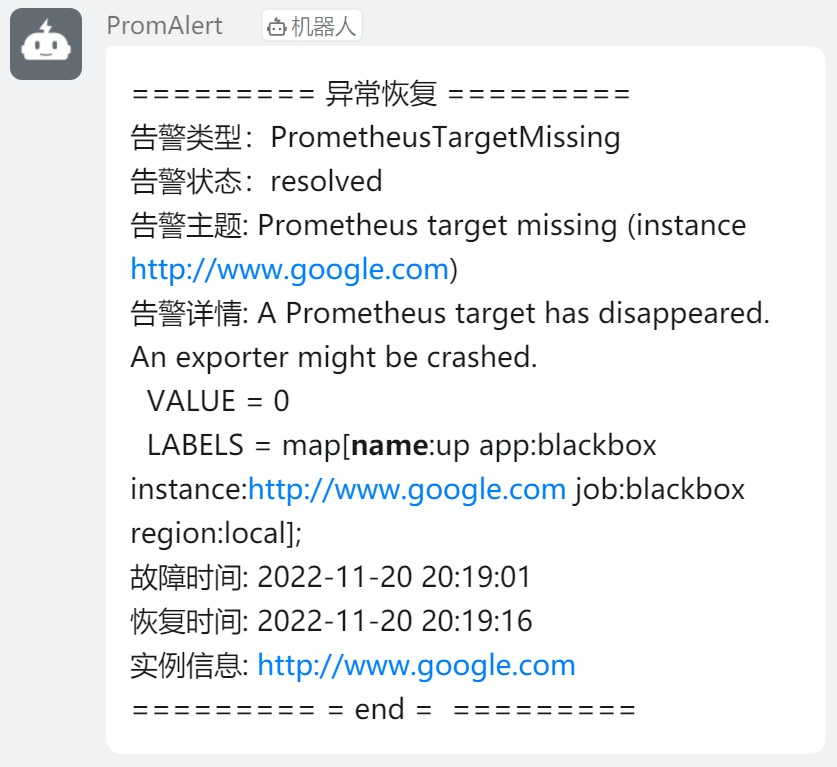 PromAlert 机器人
========= 异常恢复 =========
告警类型：PrometheusTargetMissing
告警状态：resolved
告警主题: Prometheus target missing (instance
http://www.google.com)
告警详情: A Prometheus target has disappeared.
An exporter might be crashed.
VALUE = 0
LABELS = map[name:up app:blackbox
instance:http://www.google.com job:blackbox
region:local];
故障时间: 2022-11-20 20:19:01
恢复时间: 2022-11-20 20:19:16
实例信息: http://www.google.com
========= = end = =========